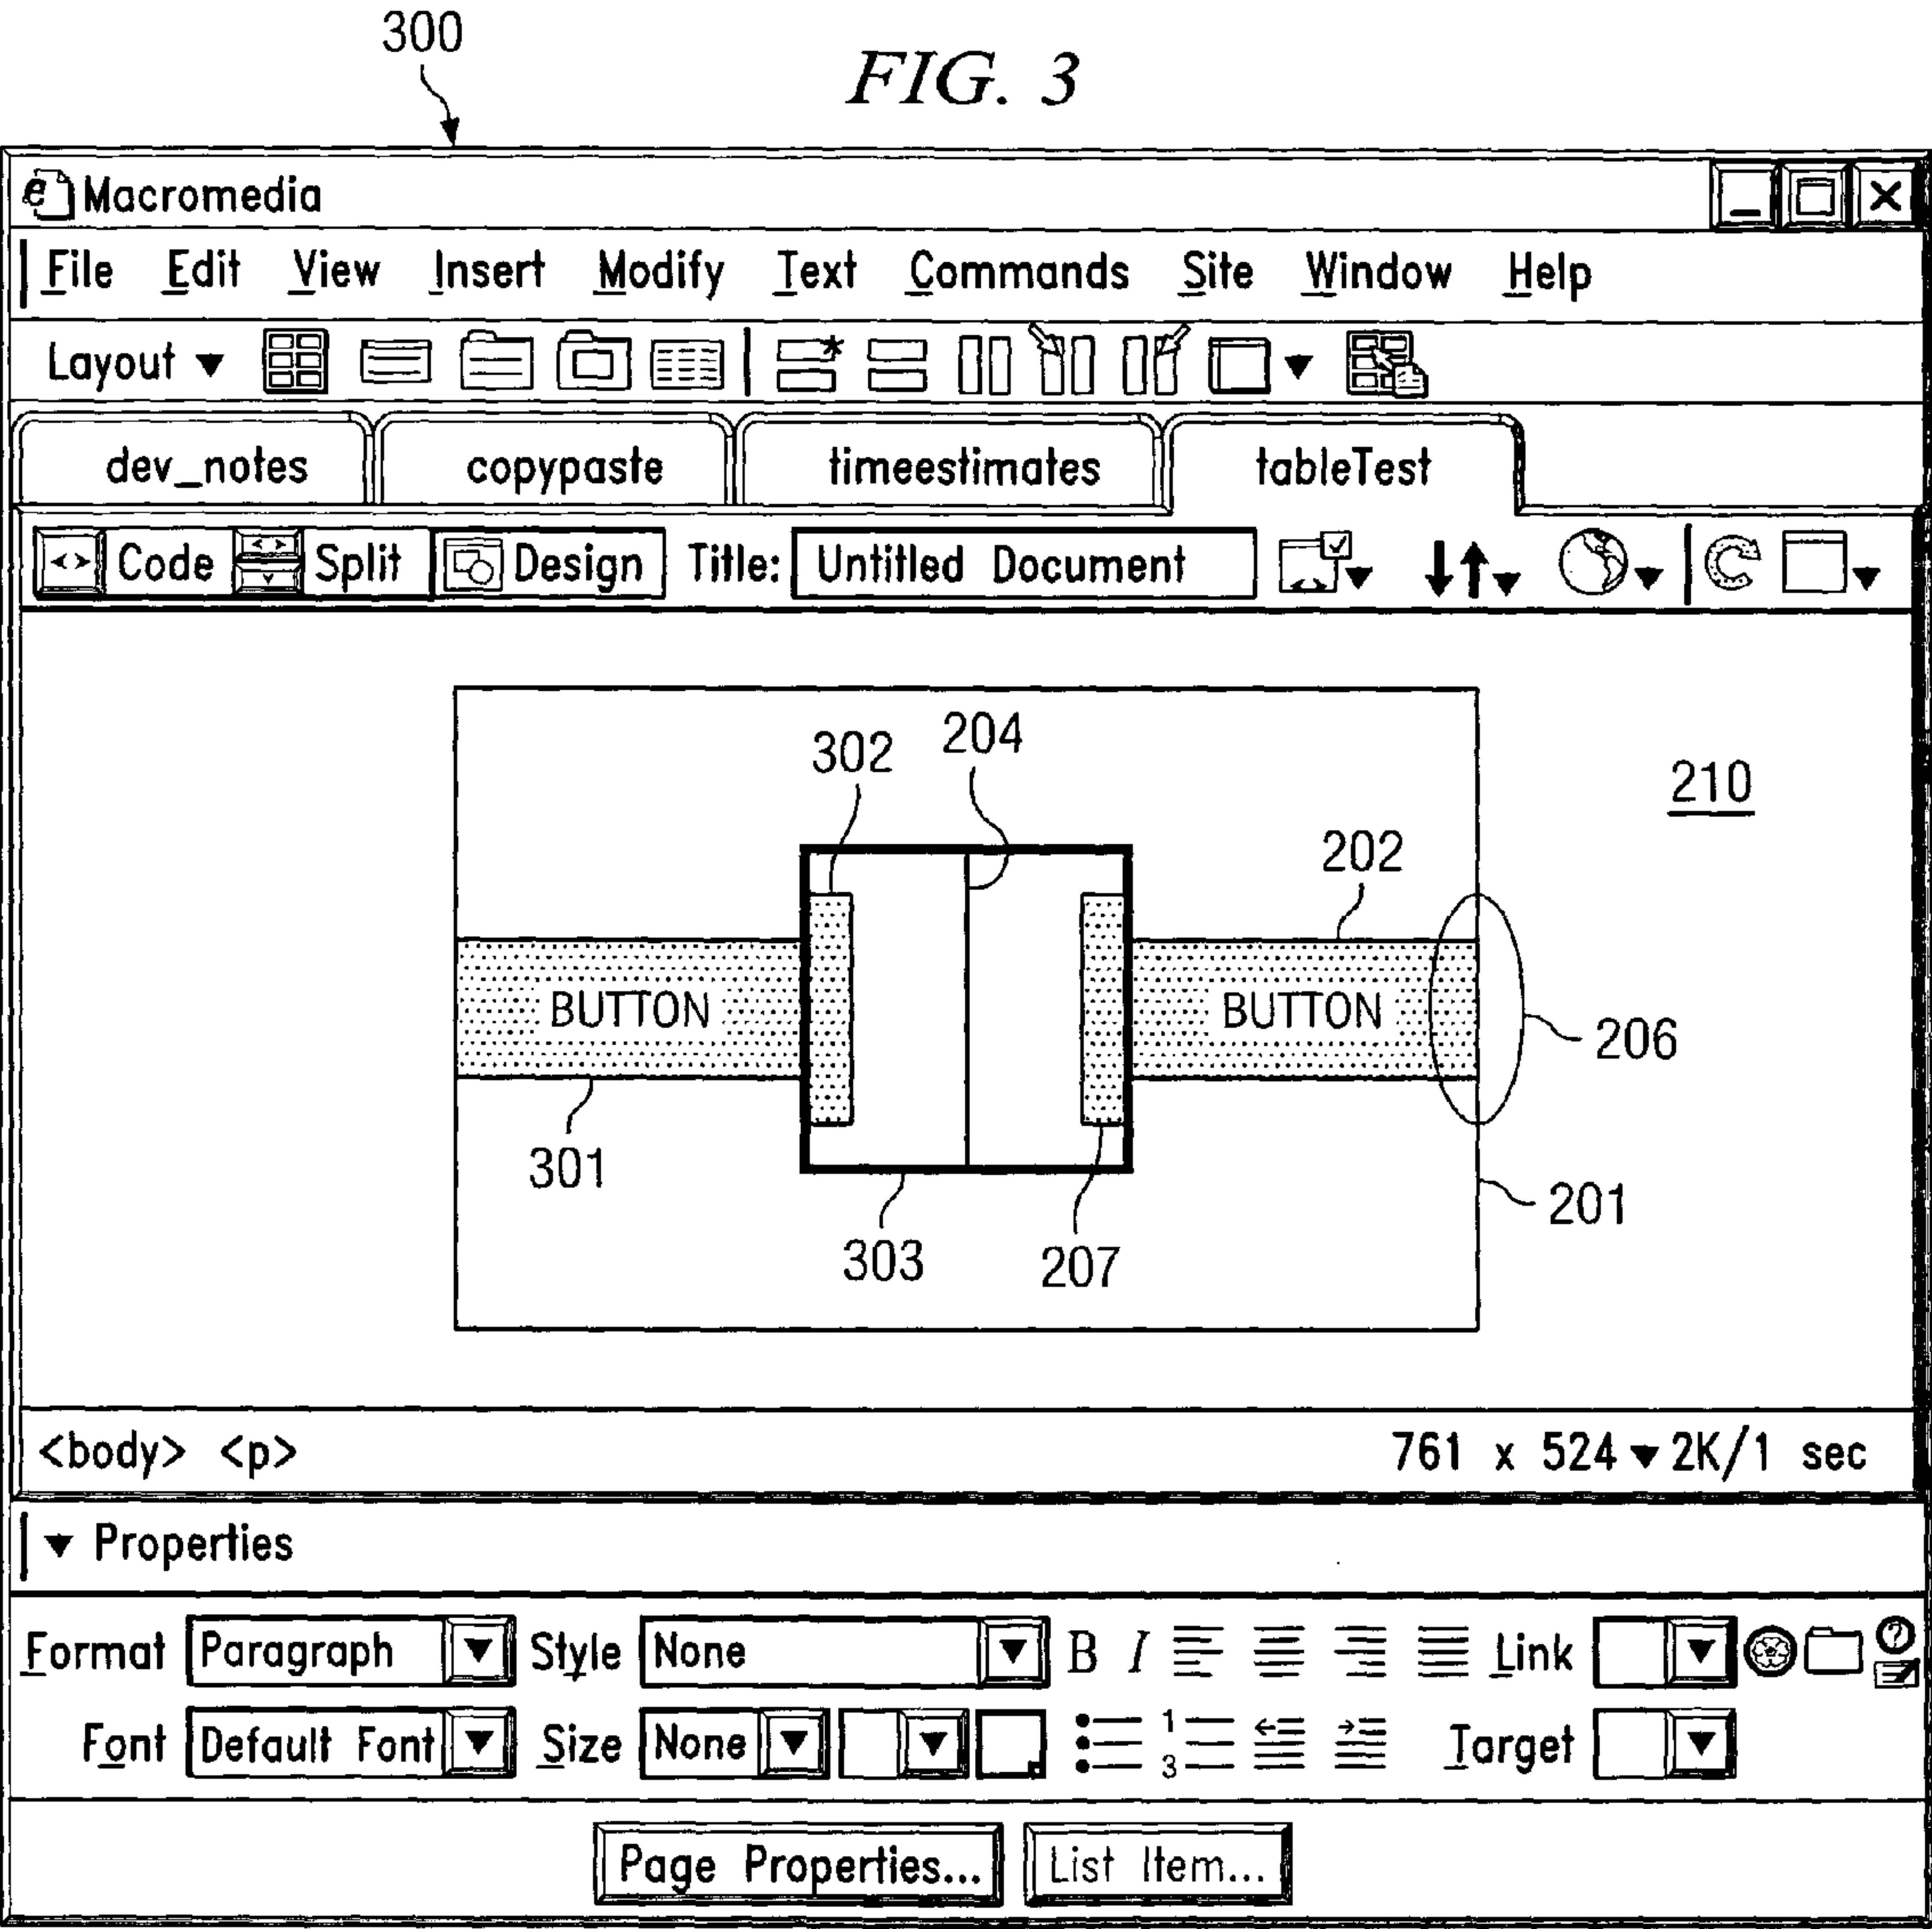 300
FIG. 3
Macromedia
File Edit View Insert Modify Text Commands Site Window Help
Layout
dev_notes copypaste timeestimates tableTest
Code Split Design Title: Untitled Document
302 204 210
202
BUTTON BUTTON
206
301
201
303 207
<body> <p> 761 x 524 2K/1 sec
Properties
Format Paragraph Style None B I Link
Font Default Font Size None 1 3 Target
Page Properties... List Item...